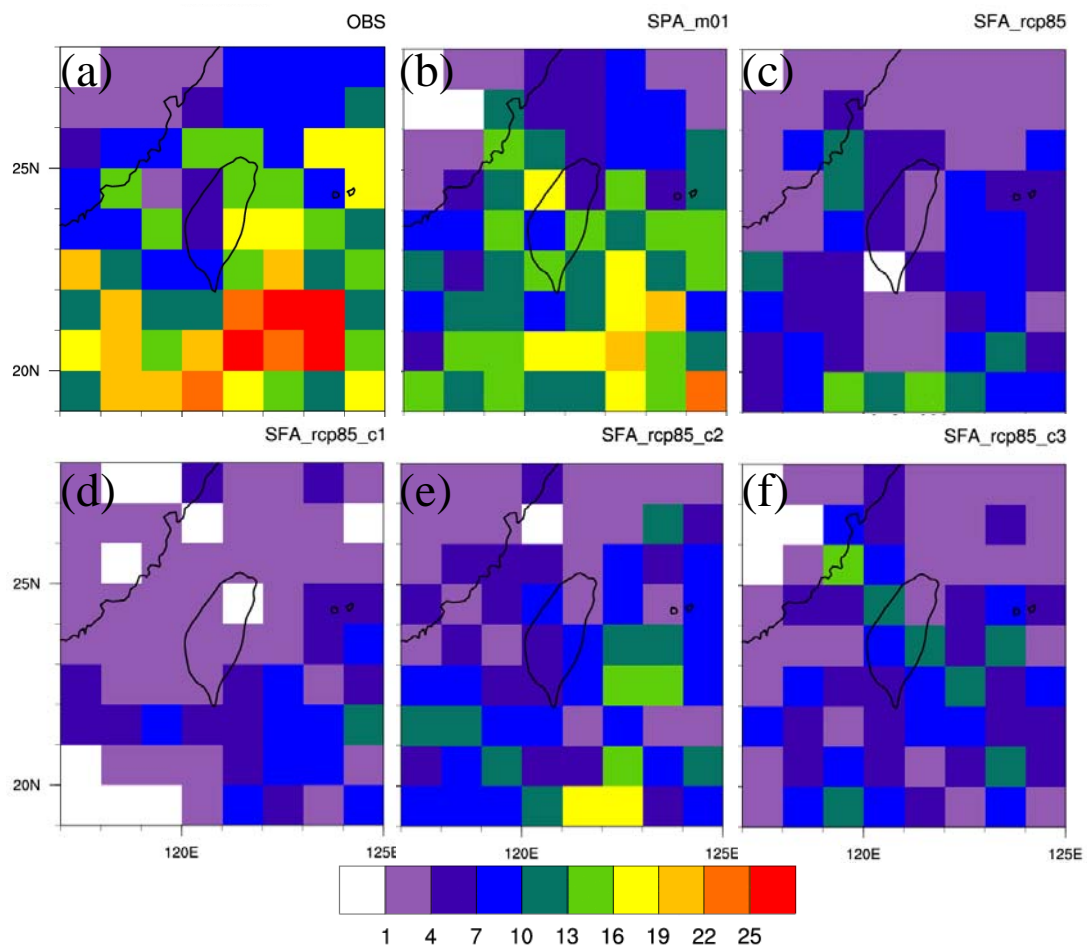 OBS SPA_m01 SFA_rcp85
(a) (b) (c)
25N
20N
SFA_rcp85_c1 SFA_rcp85_c2 SFA_rcp85_c3
(d) (e) (f)
25N
20N
120E 125E 120E 125E 120E 125E
1 4 7 10 13 16 19 22 25